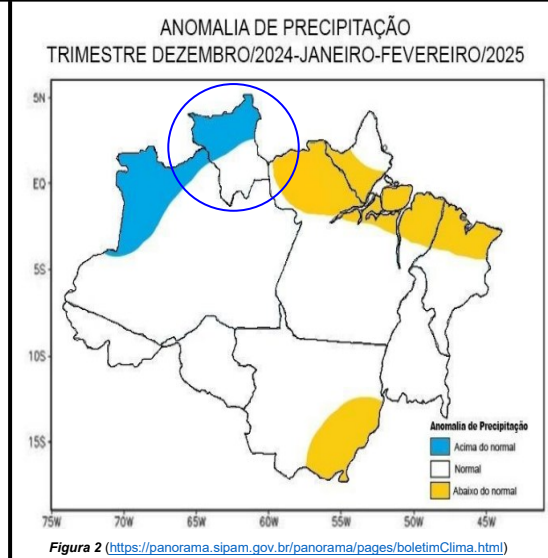 ANOMALIA DE PRECIPITAÇÃO
TRIMESTRE DEZEMBRO/2024-JANEIRO-FEVEREIRO/2025
5N
EQ
5S
10S
15S
Anomalia de Precipitação
Acima do normal
Normal
Abaixo do normal
75W 70W 65W 60W 55W 50W 45W
Figura 2 (https://panorama.sipam.gov.br/panorama/pages/boletimClima.html)